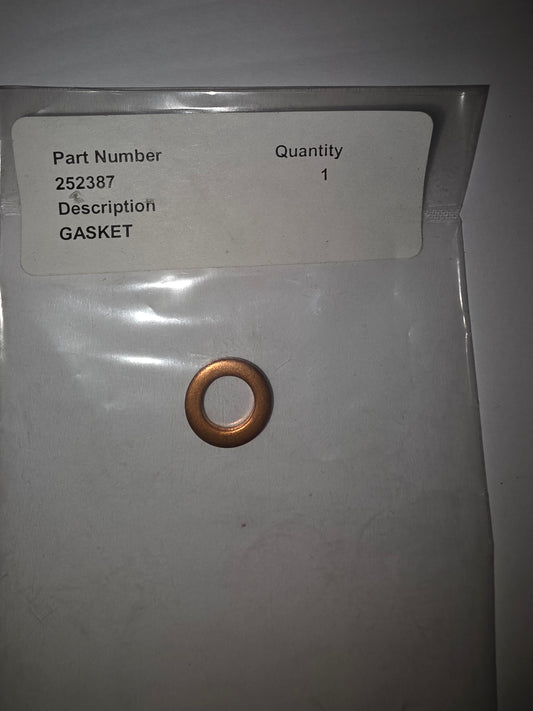 Part Number
252387
Description
GASKET
Quantity
1